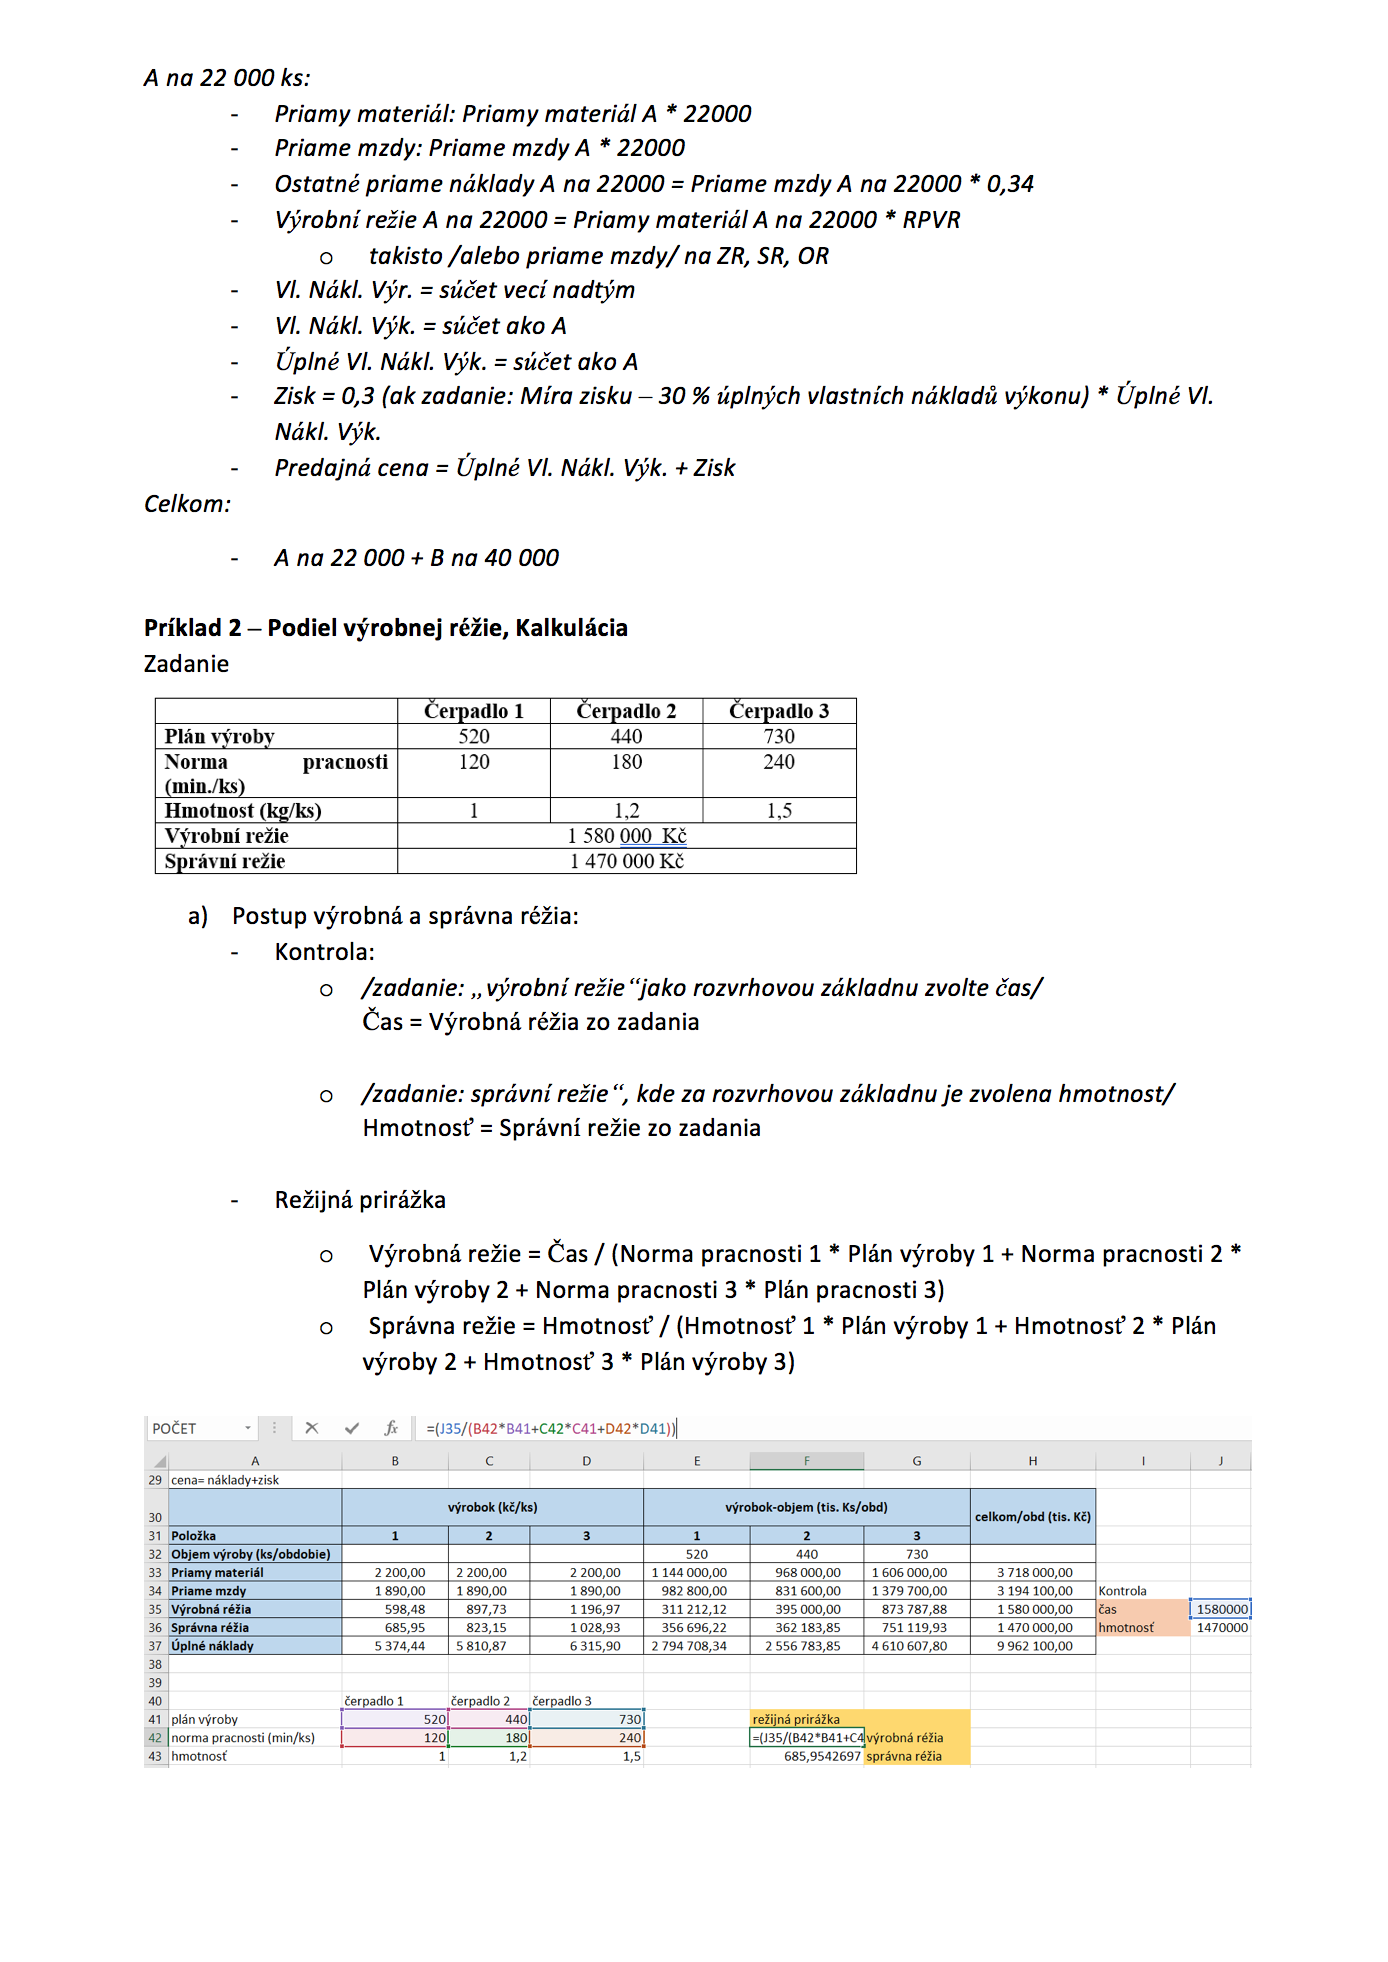 A na 22 000 ks:
- Priamy materiál: Priamy materiál A * 22000
- Priame mzdy: Priame mzdy A * 22000
- Ostatné priame náklady A na 22000 = Priame mzdy A na 22000 * 0,34
- Výrobní režie A na 22000 = Priamy materiál A na 22000 * RPVR
o takisto /alebo priame mzdy/ na ZR, SR, OR
- Vl. Nákl. Výr. = súčet vecí nadtým
- Vl. Nákl. Výk. = súčet ako A
- Úplné Vl. Nákl. Výk. = súčet ako A
- Zisk = 0,3 (ak zadanie: Míra zisku – 30 % úplných vlastních nákladů výkonu) * Úplné Vl.
Nákl. Výk.
- Predajná cena = Úplné Vl. Nákl. Výk. + Zisk
Celkom:
- A na 22 000 + B na 40 000
Príklad 2 – Podiel výrobnej réžie, Kalkulácia
Zadanie
Čerpadlo 1 Čerpadlo 2 Čerpadlo 3
Plán výroby 520 440 730
Norma pracnosti 120 180 240
(min./ks)
Hmotnost (kg/ks) 1 1,2 1,5
Výrobní režie 1 580 000 Kč
Správní režie 1 470 000 Kč
a) Postup výrobná a správna réžia:
- Kontrola:
o /zadanie: „výrobní režie“jako rozvrhovou základnu zvolte čas/
Čas = Výrobná réžia zo zadania
o /zadanie: správní režie“, kde za rozvrhovou základnu je zvolena hmotnost/
Hmotnosť = Správní režie zo zadania
- Režijná prirážka
o Výrobná režie = Čas / (Norma pracnosti 1 * Plán výroby 1 + Norma pracnosti 2 *
Plán výroby 2 + Norma pracnosti 3 * Plán pracnosti 3)
o Správna režie = Hmotnosť / (Hmotnosť 1 * Plán výroby 1 + Hmotnosť 2 * Plán
výroby 2 + Hmotnosť 3 * Plán výroby 3)
POČET fx =(J35/(B42*B41+C42*C41+D42*D41))
A B C D E F G H I J
29 cena= náklady+zisk
30 výrobok (kč/ks) výrobok-objem (tis. Ks/obd) celkom/obd (tis. Kč)
31 Položka 1 2 3 1 2 3
32 Objem výroby (ks/obdobie) 520 440 730
33 Priamy materiál 2 200,00 2 200,00 2 200,00 1 144 000,00 968 000,00 1 606 000,00 3 718 000,00
34 Priame mzdy 1 890,00 1 890,00 1 890,00 982 800,00 831 600,00 1 379 700,00 3 194 100,00 Kontrola
35 Výrobná réžia 598,48 897,73 1 196,97 311 212,12 395 000,00 873 787,88 1 580 000,00 čas 1580000
36 Správna réžia 685,95 823,15 1 028,93 356 696,22 362 183,85 751 119,93 1 470 000,00 hmotnosť 1470000
37 Úplné náklady 5 374,44 5 810,87 6 315,90 2 794 708,34 2 556 783,85 4 610 607,80 9 962 100,00
38
39
40 čerpadlo 1 čerpadlo 2 čerpadlo 3
41 plán výroby 520 440 730 režijná prirážka
42 norma pracnosti (min/ks) 120 180 240 =(J35/(B42*B41+C4 výrobná réžia
43 hmotnosť 1 1,2 1,5 685,9542697 správna réžia